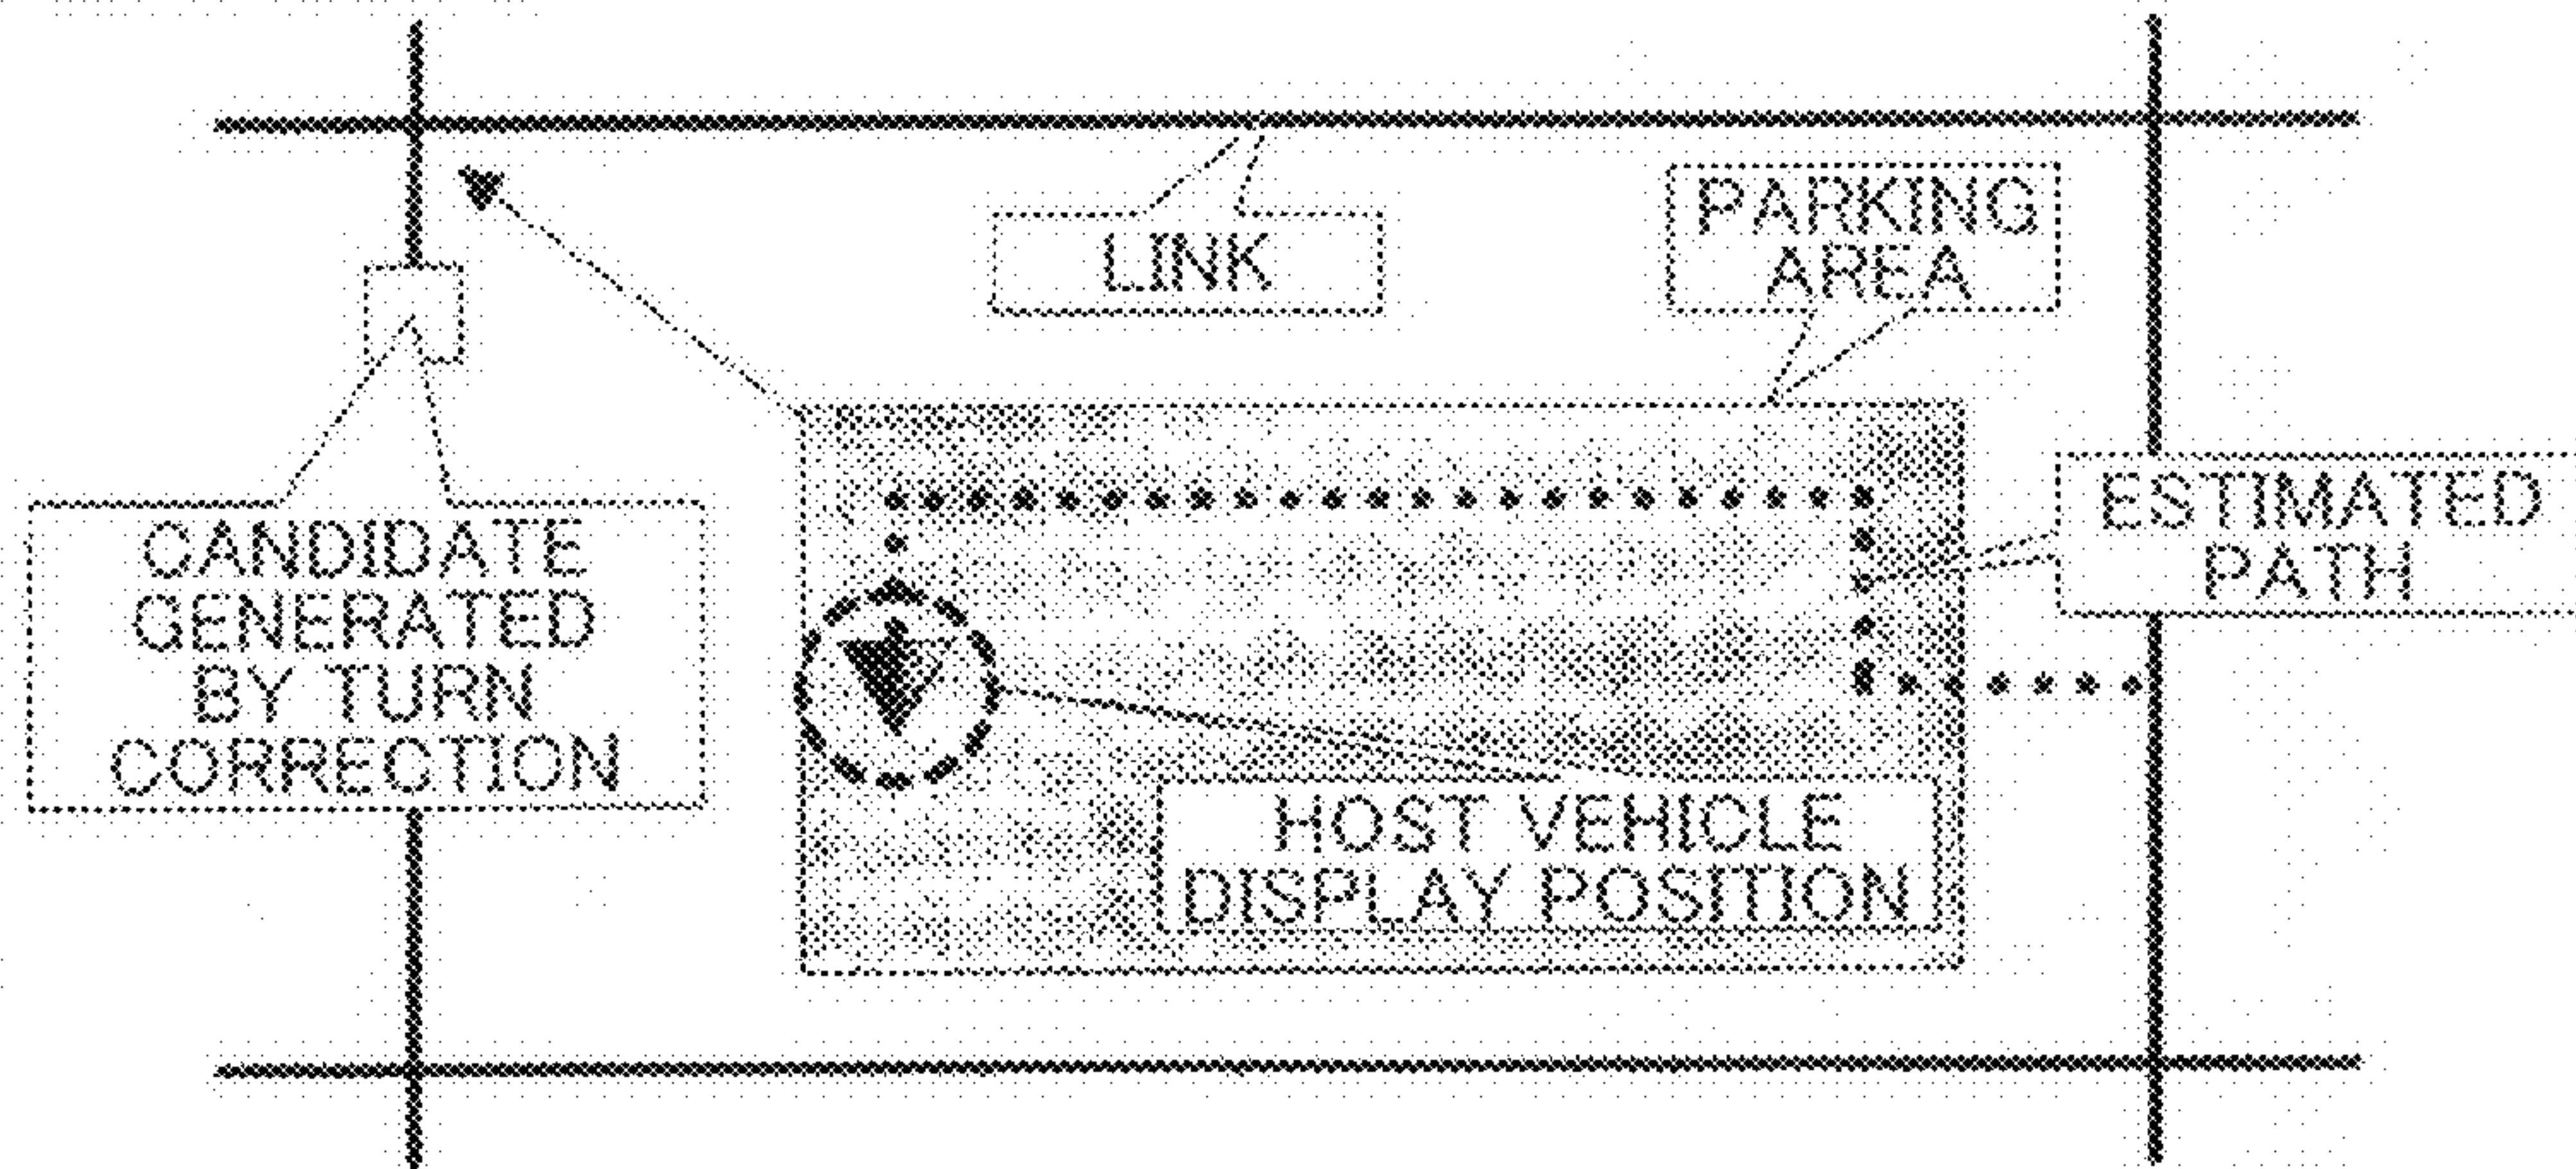 PARKING
AREA
LINK
ESTIMATED
PATH
CANDIDATE
GENERATED
BY TURN
CORRECTION
HOST VEHICLE
DISPLAY POSITION